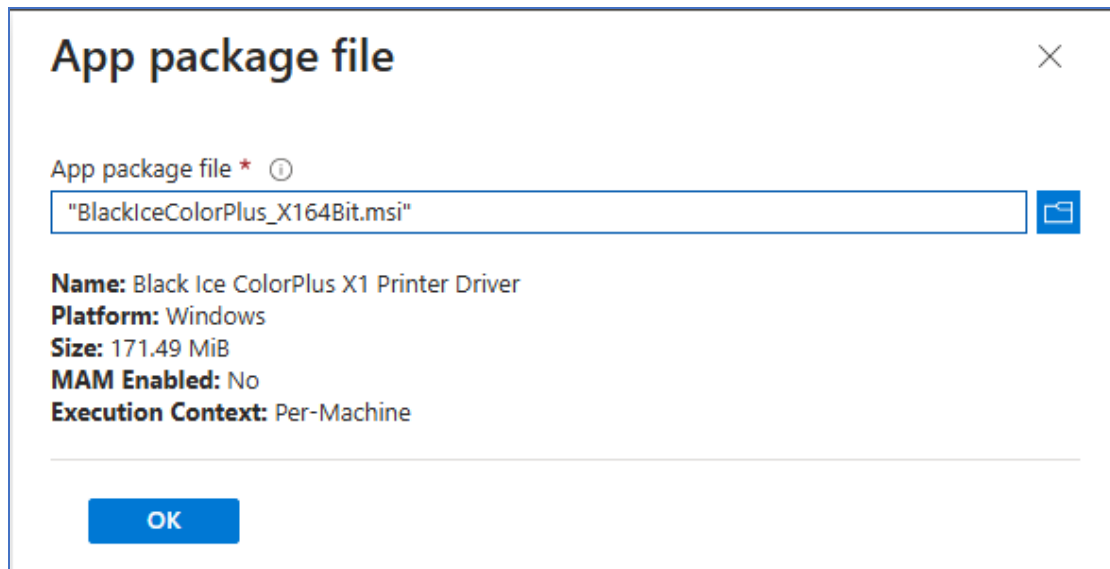 App package file
App package file * 
"BlackIceColorPlus_X164Bit.msi"
Name: Black Ice ColorPlus X1 Printer Driver
Platform: Windows
Size: 171.49 MiB
MAM Enabled: No
Execution Context: Per-Machine
OK